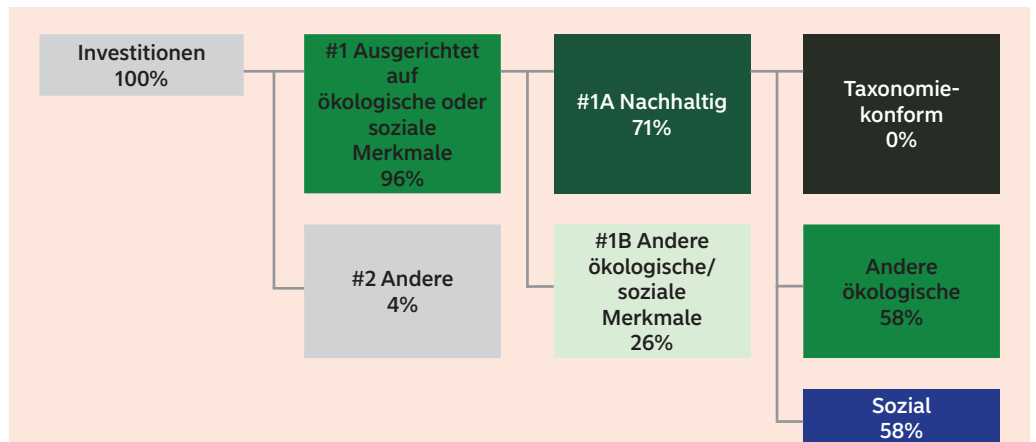 Investitionen
100%
#1 Ausgerichtet
auf
ökologische oder
soziale
Merkmale
96%
#1A Nachhaltig
71%
Taxonomie-
konform
0%
#2 Andere
4%
#1B Andere
ökologische/
soziale
Merkmale
26%
Andere
ökologische
58%
Sozial
58%